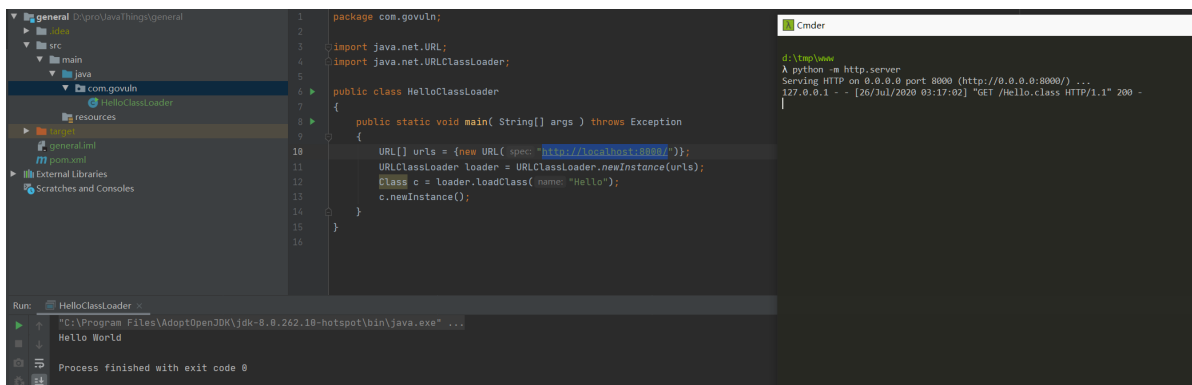 general D:\pro\JavaThings\general
.idea
src
main
java
com.govuln
HelloClassLoader
resources
target
general.iml
pom.xml
External Libraries
Scratches and Consoles
1 package com.govuln;
2
3 import java.net.URL;
4 import java.net.URLClassLoader;
5
6 public class HelloClassLoader
7 {
8 public static void main( String[] args ) throws Exception
9 {
10 URL[] urls = {new URL( spec: "http://localhost:8000/")};
11 URLClassLoader loader = URLClassLoader.newInstance(urls);
12 Class c = loader.loadClass( name: "Hello");
13 c.newInstance();
14 }
15 }
16
λ Cmder
d:\tmp\www
λ python -m http.server
Serving HTTP on 0.0.0.0 port 8000 (http://0.0.0.0:8000/) ...
127.0.0.1 - - [26/Jul/2020 03:17:02] "GET /Hello.class HTTP/1.1" 200 -
Run: HelloClassLoader ×
"C:\Program Files\AdoptOpenJDK\jdk-8.0.262.10-hotspot\bin\java.exe" ...
Hello World
Process finished with exit code 0